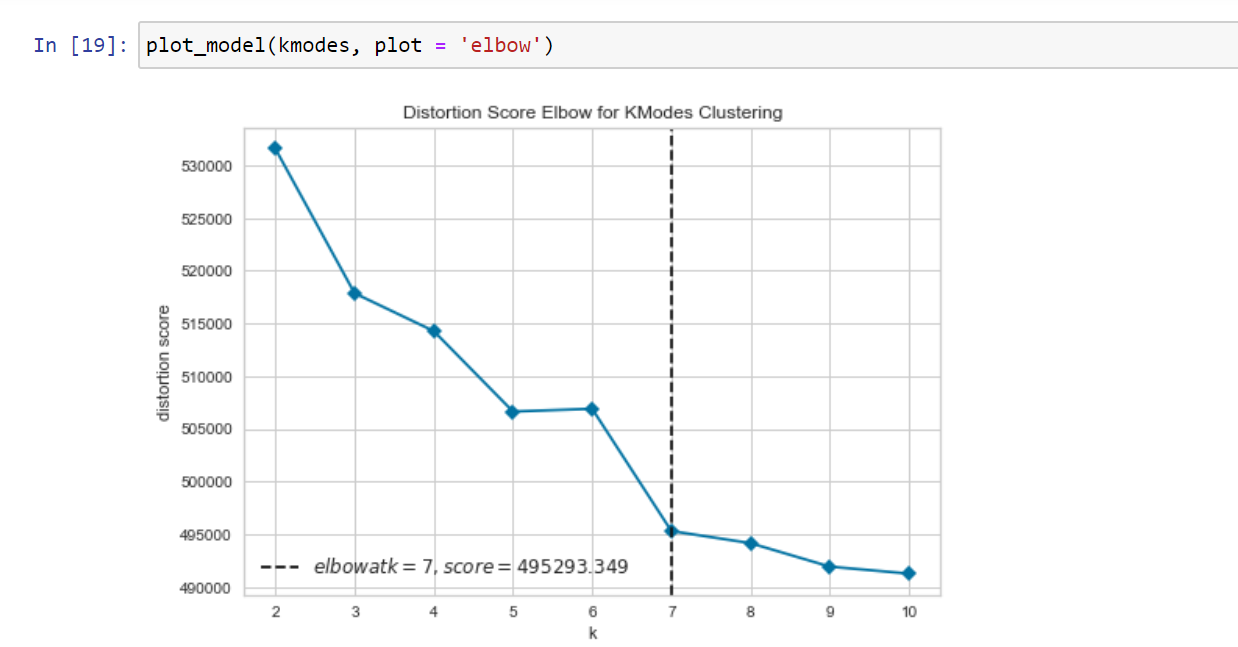 In [19]: plot_model(kmodes, plot = 'elbow')
Distortion Score Elbow for KModes Clustering
530000
525000
520000
515000
510000
505000
500000
495000
490000
distortion score
elbowatk = 7, score = 495293.349
2 3 4 5 6 7 8 9 10
k